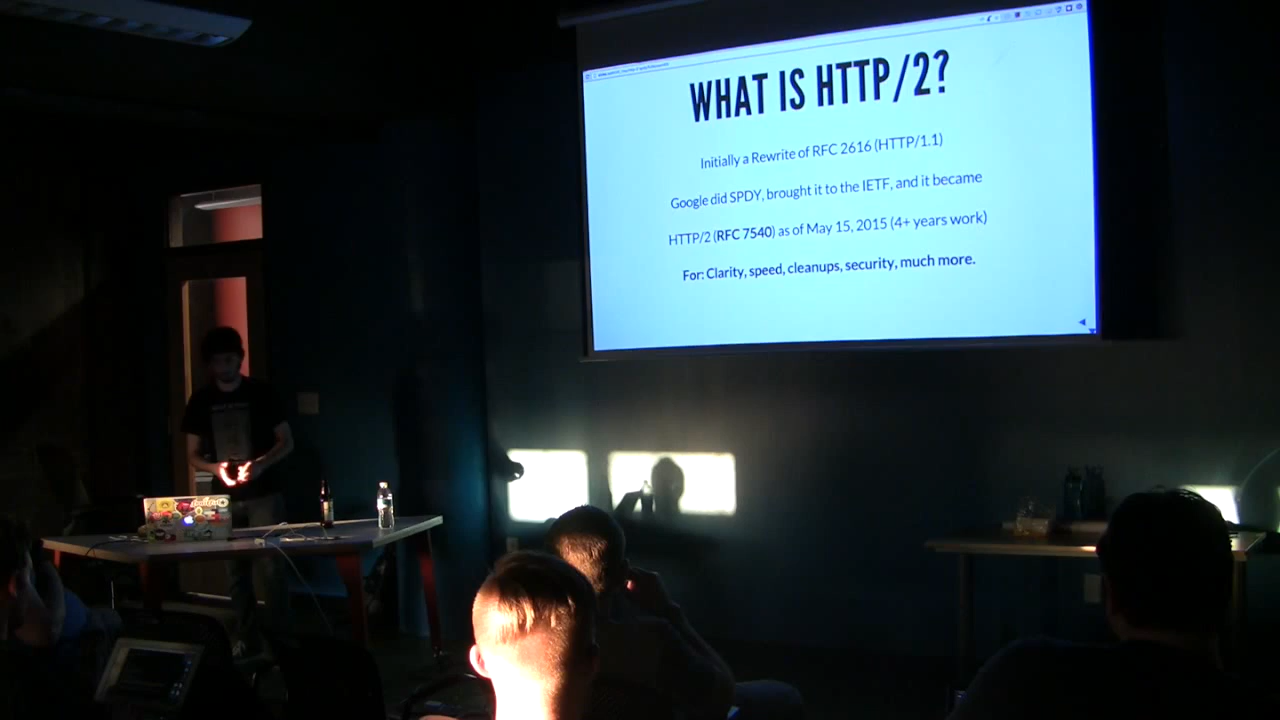 WHAT IS HTTP/2?
Initially a Rewrite of RFC 2616 (HTTP/1.1)
Google did SPDY, brought it to the IETF, and it became
HTTP/2 (RFC 7540) as of May 15, 2015 (4+ years work)
For: Clarity, speed, cleanups, security, much more.